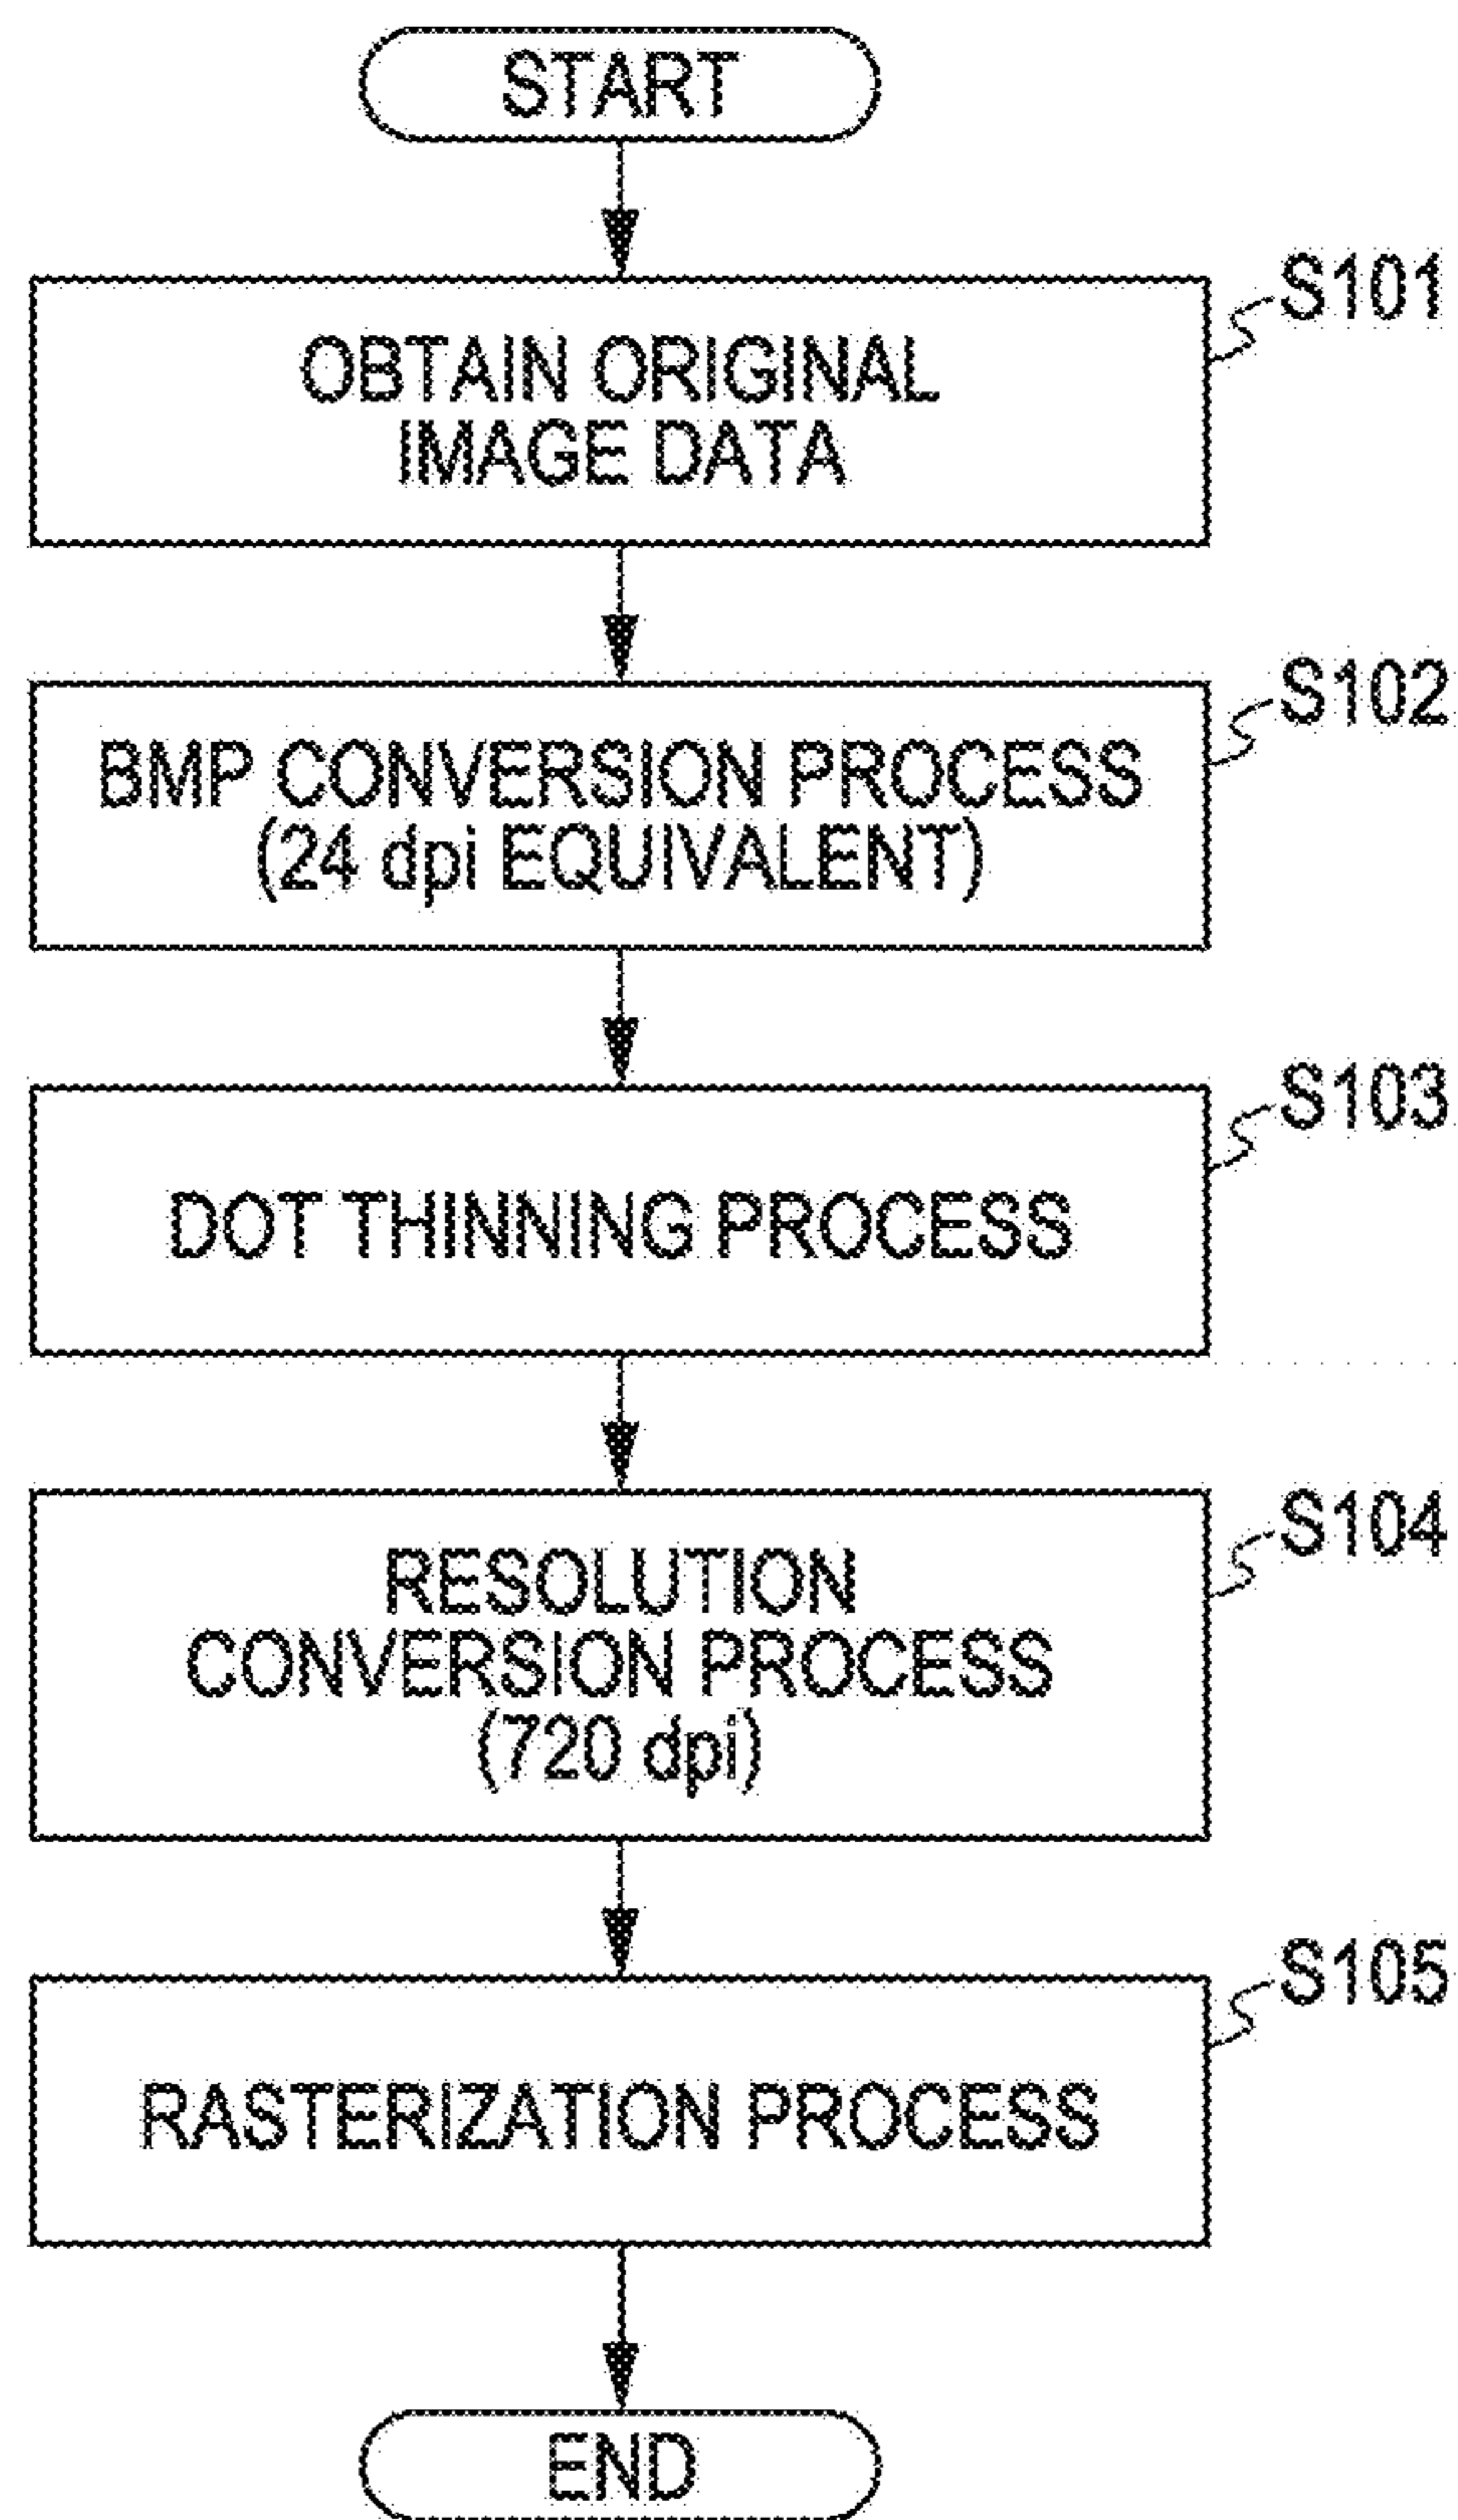 START
S101
OBTAIN ORIGINAL
IMAGE DATA
S102
BMP CONVERSION PROCESS
(24 dpi EQUIVALENT)
S103
DOT THINNING PROCESS
S104
RESOLUTION
CONVERSION PROCESS
(720 dpi)
S105
RASTERIZATION PROCESS
END